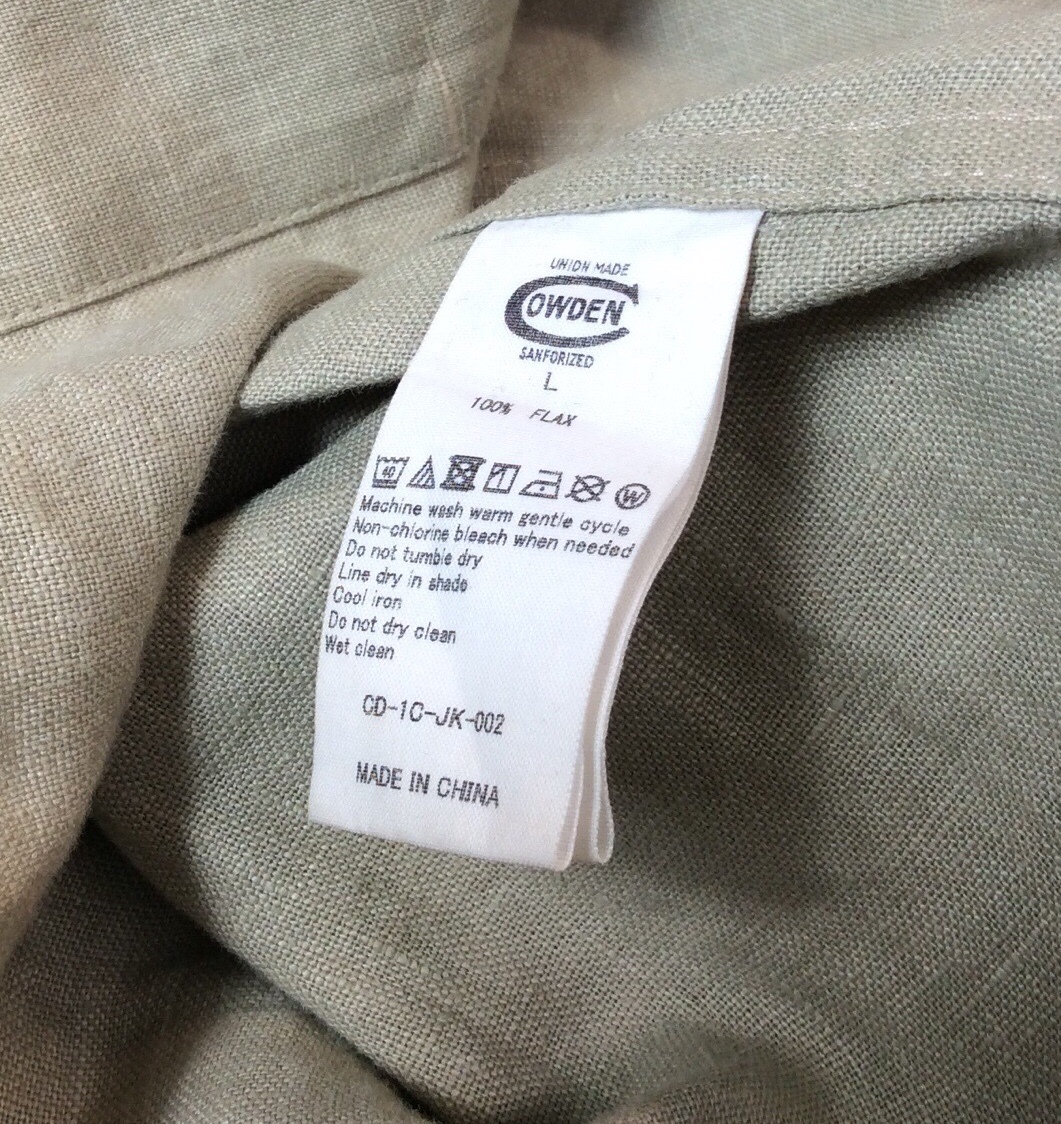 UNION MADE
COWDEN
SANFORIZED
L
100% FLAX
40
W
Machine wash warm gentle cycle
Non-chlorine bleach when needed
Do not tumble dry
Line dry in shade
Cool iron
Do not dry clean
Wet clean
CD-1C-JK-002
MADE IN CHINA